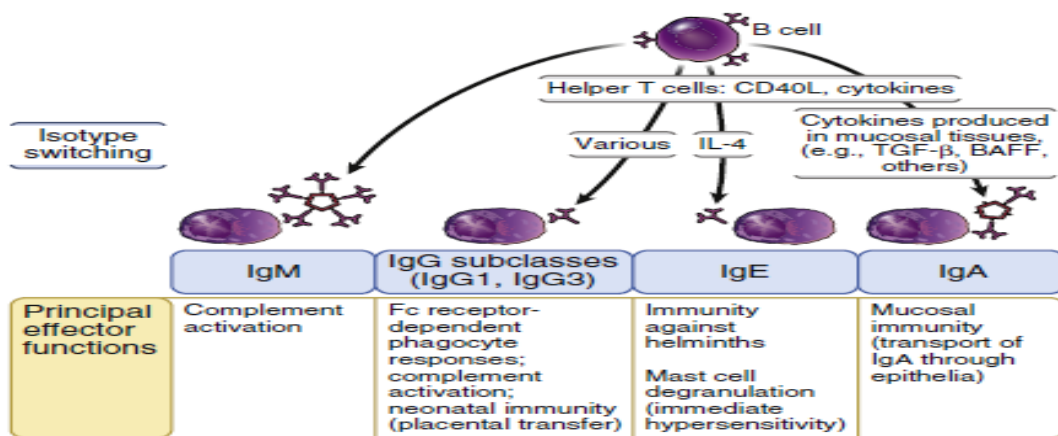 B cell
Helper T cells: CD40L, cytokines
Isotype
switching
Various
IL-4
Cytokines produced
in mucosal tissues,
(e.g., TGF-β, BAFF,
others)
IgM
IgG subclasses
(IgG1, IgG3)
IgE
IgA
Principal
effector
functions
Complement
activation
Fc receptor-
dependent
phagocyte
responses;
complement
activation;
neonatal immunity
(placental transfer)
Immunity
against
helminths
Mast cell
degranulation
(immediate
hypersensitivity)
Mucosal
immunity
(transport of
IgA through
epithelia)